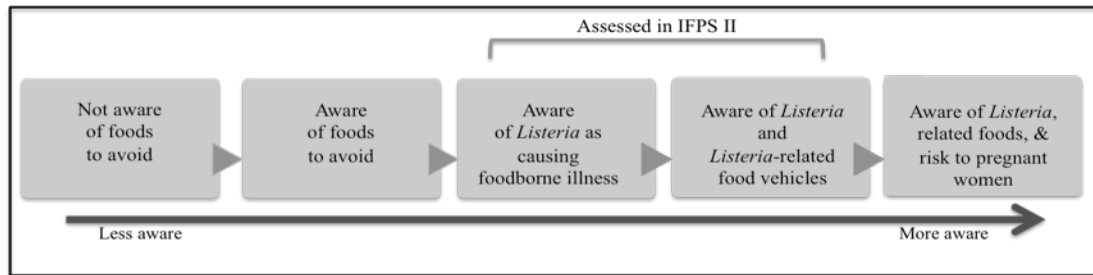 Assessed in IFPS II
Not aware
of foods
to avoid
Aware
of foods
to avoid
Aware
of Listeria as
causing
foodborne illness
Aware of Listeria
and
Listeria-related
food vehicles
Aware of Listeria,
related foods, &
risk to pregnant
women
Less aware
More aware